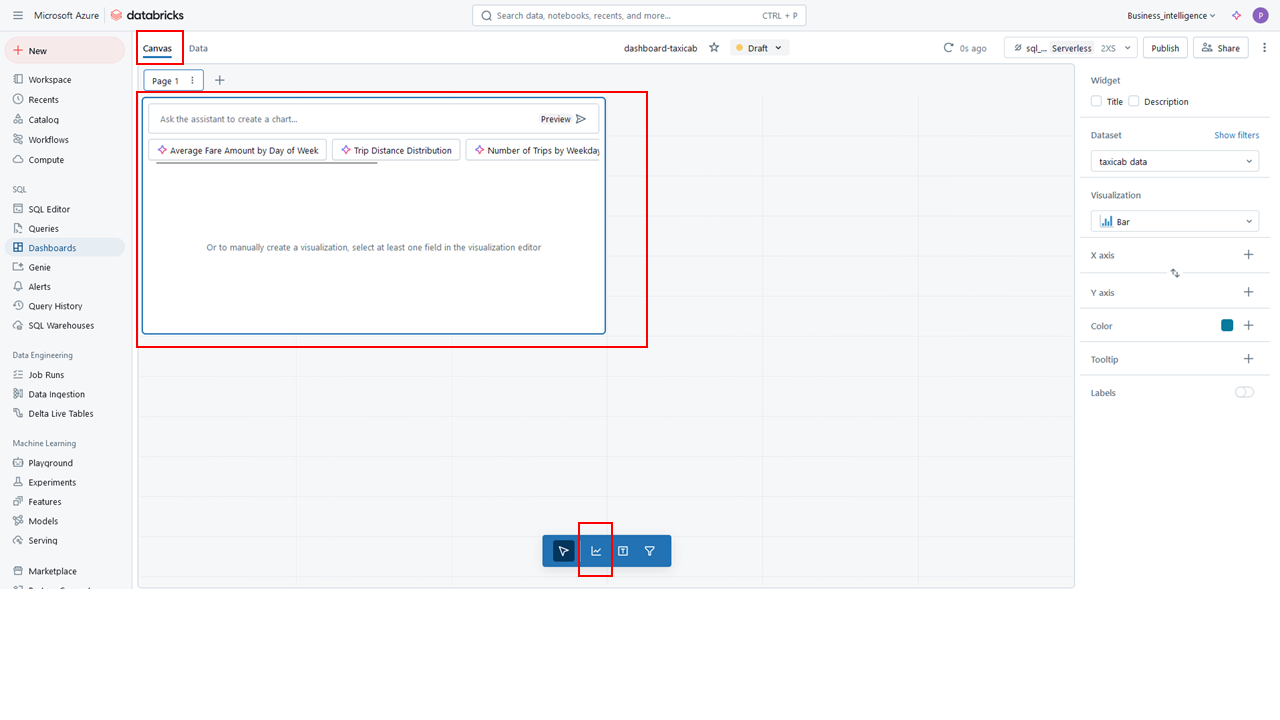 Microsoft Azure databricks Search data, notebooks, recents, and more... CTRL + P Business_intelligence P
New
Workspace
Recents
Catalog
Workflows
Compute
SQL
SQL Editor
Queries
Dashboards
Genie
Alerts
Query History
SQL Warehouses
Data Engineering
Job Runs
Data Ingestion
Delta Live Tables
Machine Learning
Playground
Experiments
Features
Models
Serving
Marketplace
Canvas Data dashboard-taxicab Draft 0s ago sql_... Serverless 2XS Publish Share
Page 1
Ask the assistant to create a chart... Preview
Average Fare Amount by Day of Week Trip Distance Distribution Number of Trips by Weekday
Or to manually create a visualization, select at least one field in the visualization editor
Widget
Title Description
Dataset Show filters
taxicab data
Visualization
Bar
X axis
Y axis
Color
Tooltip
Labels